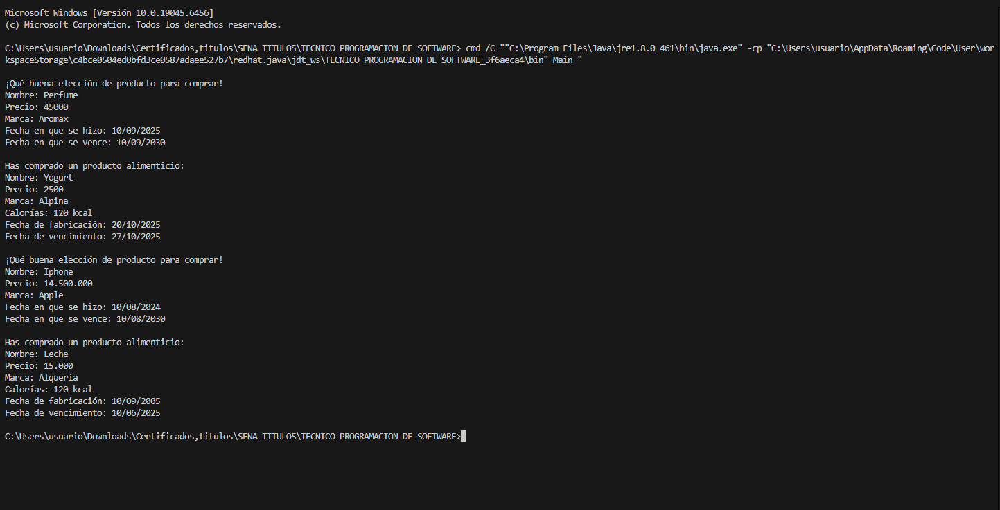 Microsoft Windows [Versión 10.0.19045.6456]
(c) Microsoft Corporation. Todos los derechos reservados.
C:\Users\usuario\Downloads\Certificados,titulos\SENA TITULOS\TECNICO PROGRAMACION DE SOFTWARE> cmd /C ""C:\Program Files\Java\jre1.8.0_461\bin\java.exe" -cp "C:\Users\usuario\AppData\Roaming\Code\User\wor
kspaceStorage\c4bce0504ed0bfd3ce0587adaee527b7\redhat.java\jdt_ws\TECNICO PROGRAMACION DE SOFTWARE_3f6aeca4\bin" Main "
¡Qué buena elección de producto para comprar!
Nombre: Perfume
Precio: 45000
Marca: Aromax
Fecha en que se hizo: 10/09/2025
Fecha en que se vence: 10/09/2030
Has comprado un producto alimenticio:
Nombre: Yogurt
Precio: 2500
Marca: Alpina
Calorías: 120 kcal
Fecha de fabricación: 20/10/2025
Fecha de vencimiento: 27/10/2025
¡Qué buena elección de producto para comprar!
Nombre: Iphone
Precio: 14.500.000
Marca: Apple
Fecha en que se hizo: 10/08/2024
Fecha en que se vence: 10/08/2030
Has comprado un producto alimenticio:
Nombre: Leche
Precio: 15.000
Marca: Alqueria
Calorías: 120 kcal
Fecha de fabricación: 10/09/2005
Fecha de vencimiento: 10/06/2025
C:\Users\usuario\Downloads\Certificados,titulos\SENA TITULOS\TECNICO PROGRAMACION DE SOFTWARE>